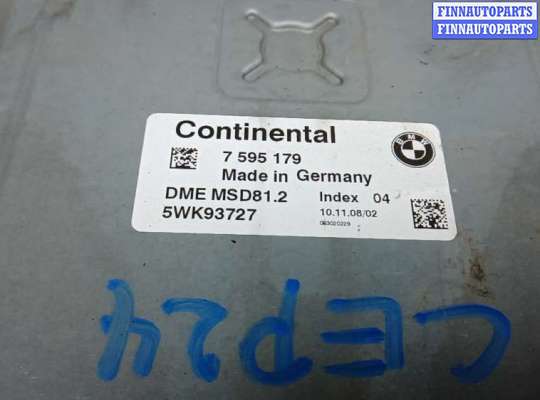 FINNAUTOPARTS
FINNAUTOPARTS
BMW
Continental
7 595 179
Made in Germany
DME MSD81.2 Index 04
5WK93727 10.11.08/02
CEP24